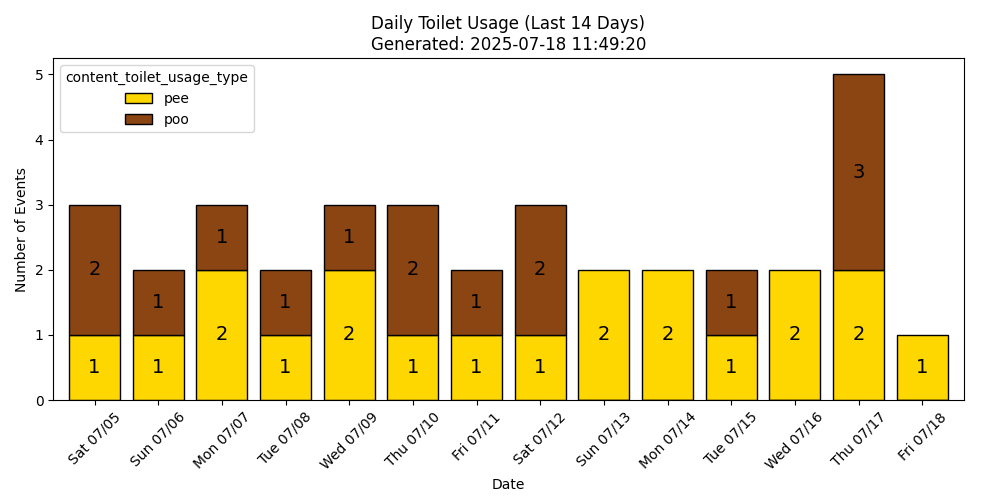 Daily Toilet Usage (Last 14 Days)
Generated: 2025-07-18 11:49:20
content_toilet_usage_type
pee
poo
Number of Events
5
4
3
2
1
0
2
1
1
1
1
2
1
1
1
2
2
1
1
1
2
1
2
2
1
1
2
3
2
1
Sat 07/05
Sun 07/06
Mon 07/07
Tue 07/08
Wed 07/09
Thu 07/10
Fri 07/11
Sat 07/12
Sun 07/13
Mon 07/14
Tue 07/15
Wed 07/16
Thu 07/17
Fri 07/18
Date